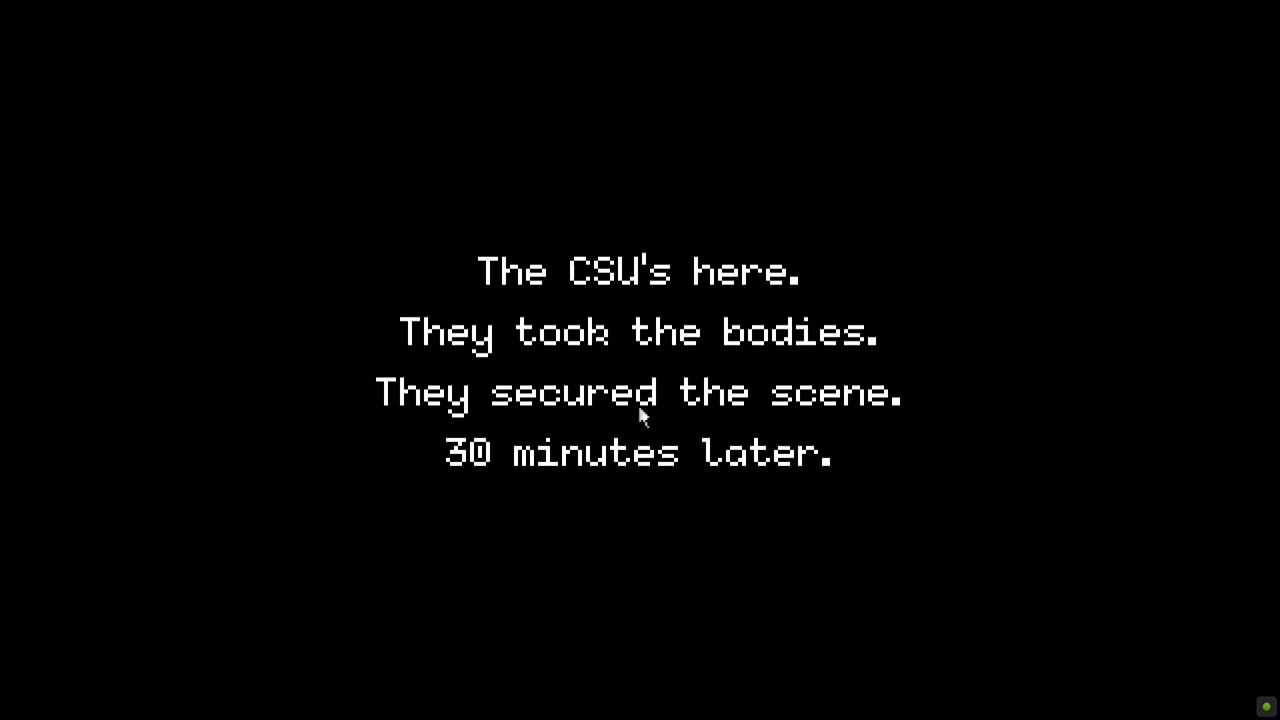 The CSU's here.
They took the bodies.
They secured the scene.
30 minutes later.